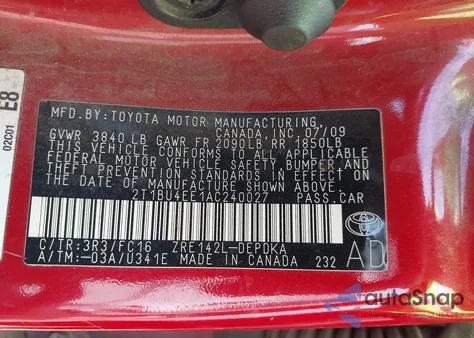 MFD.BY:TOYOTA MOTOR MANUFACTURING,
CANADA, INC. 07/09
GVWR 3840 LB GAWR FR 2090LB RR 1850LB
THIS VEHICLE CONFORMS TO ALL APPLICABLE
FEDERAL MOTOR VEHICLE SAFETY, BUMPER, AND
THEFT PREVENTION STANDARDS IN EFFECT ON
THE DATE OF MANUFACTURE SHOWN ABOVE.
2T1BU4EE1AC240027 PASS.CAR
C/TR:3R3/FC16 ZRE142L-DEPDKA
A/TM:-03A/U341E MADE IN CANADA 232
AD
E8
02C01
autoSnap